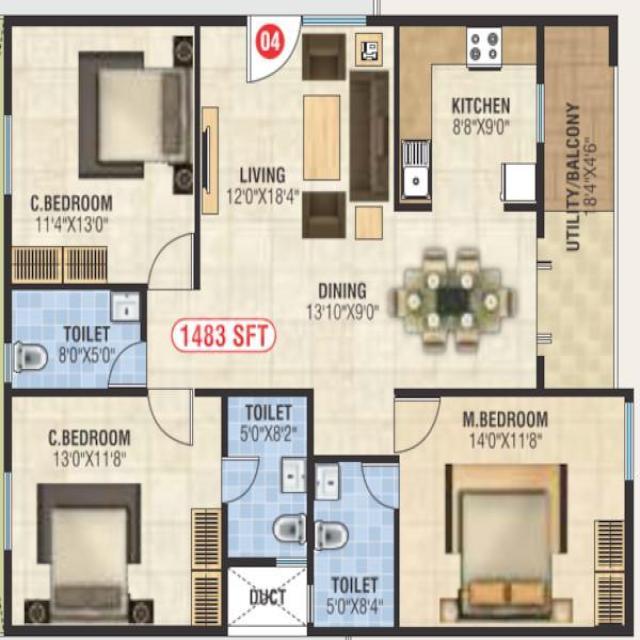 04
KITCHEN
8'8"X9'0"
UTILITY/BALCONY
18'4"X4'6"
LIVING
12'0"X18'4"
C.BEDROOM
11'4"X13'0"
DINING
13'10"X9'0"
TOILET
8'0"X5'0"
1483 SFT
TOILET
5'0"X8'2"
M.BEDROOM
14'0"X11'8"
C.BEDROOM
13'0"X11'8"
TOILET
5'0"X8'4"
DUCT